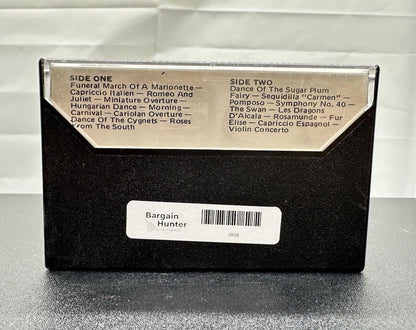 SIDE ONE
Funeral March Of A Marionette —
Capriccio Italien — Romeo And
Juliet — Miniature Overture —
Hungarian Dance — Morning —
Carnival — Cariolan Overture —
Dance Of The Cygnets — Roses
From The South
SIDE TWO
Dance Of The Sugar Plum
Fairy — Sequidilla "Carmen" —
Pomposo — Symphony No, 40 —
The Swan — Les Dragons
D'Alcala — Rosamunde — Fur
Elise — Capriccio Espagnol —
Violin Concerto
Bargain
Hunter